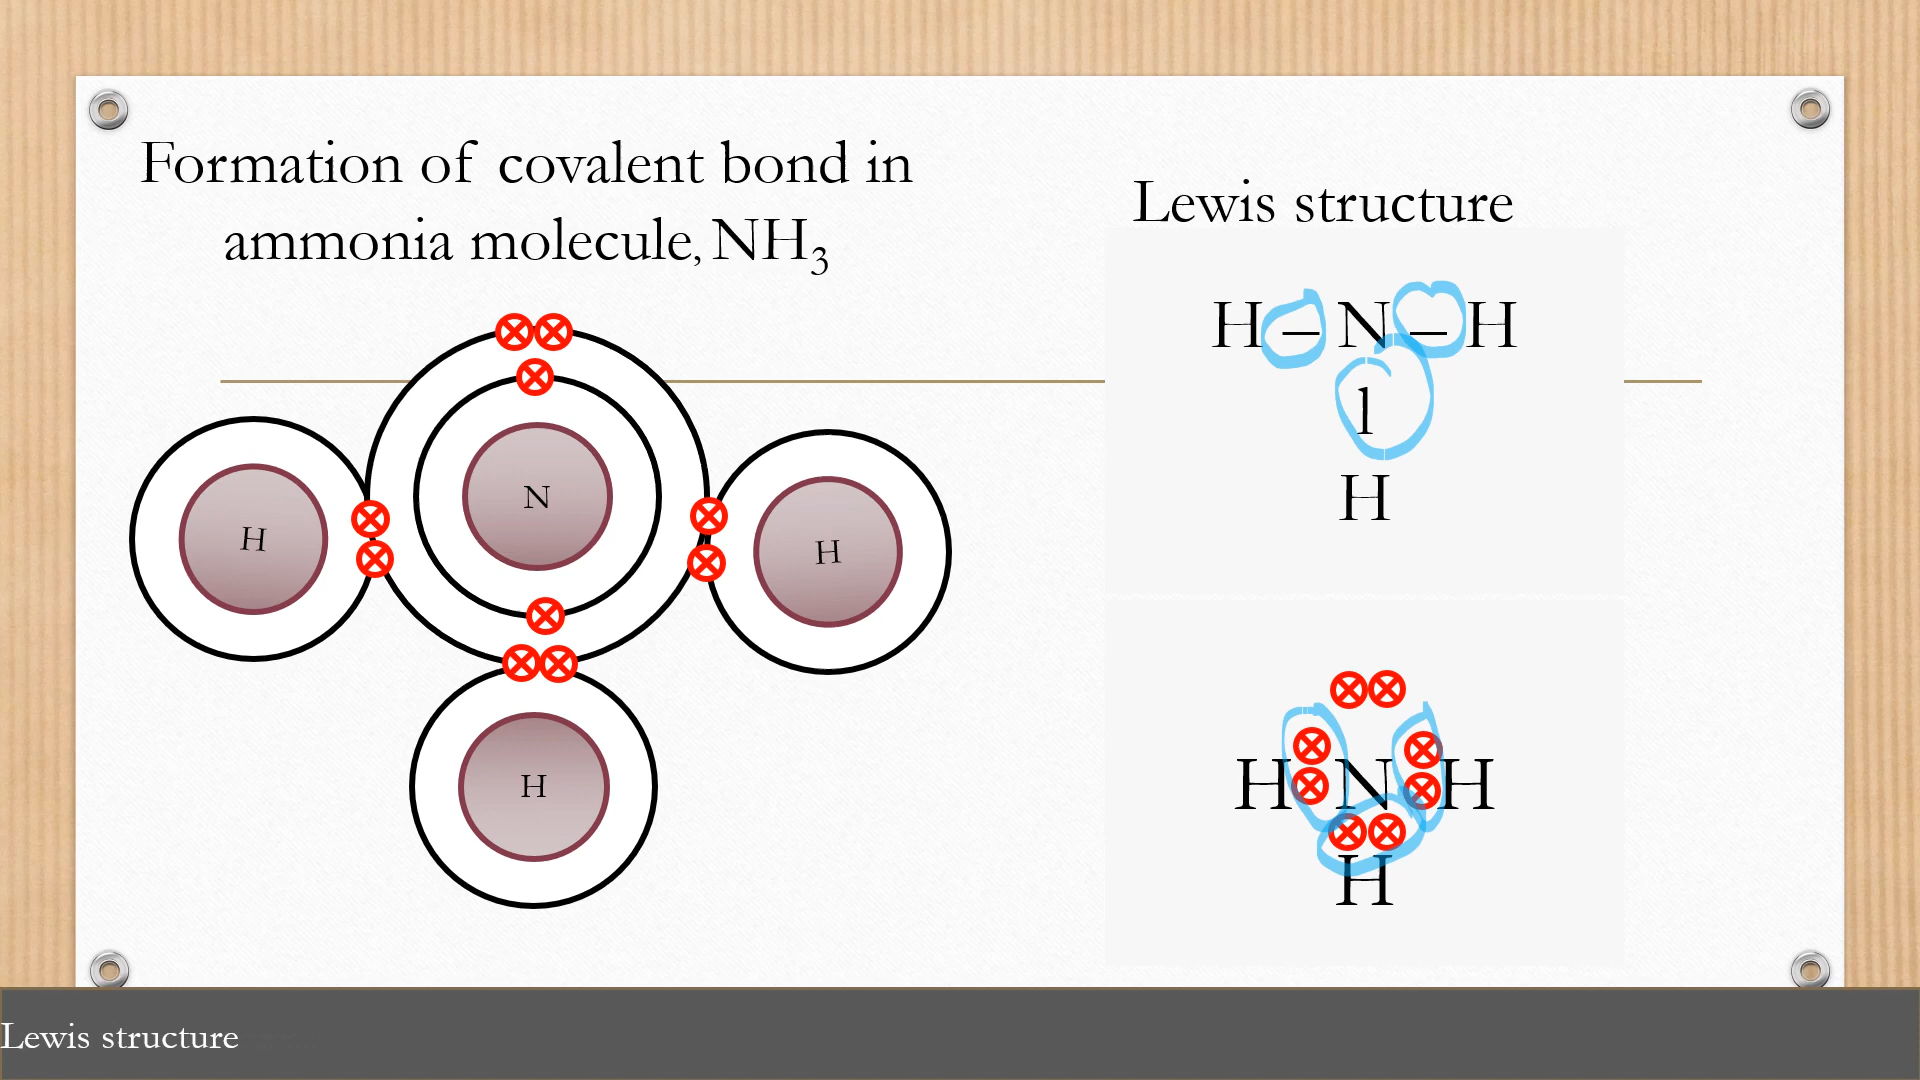 Formation of covalent bond in
ammonia molecule, NH₃
Lewis structure
H – N – H
l
H
N
H
H
H
H N H
H
Lewis structure